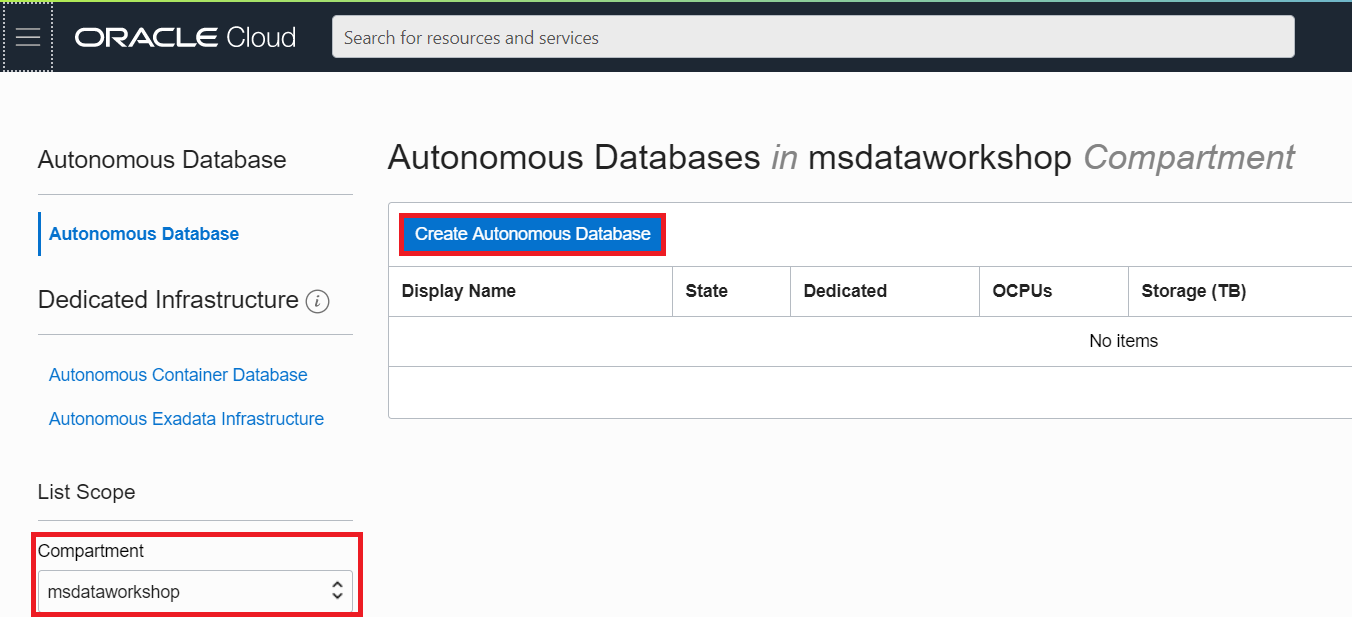 ORACLE Cloud
Search for resources and services
Autonomous Database
Autonomous Database
Dedicated Infrastructure i
Autonomous Container Database
Autonomous Exadata Infrastructure
List Scope
Compartment
msdataworkshop
Autonomous Databases in msdataworkshop Compartment
Create Autonomous Database
Display Name State Dedicated OCPUs Storage (TB)
No items